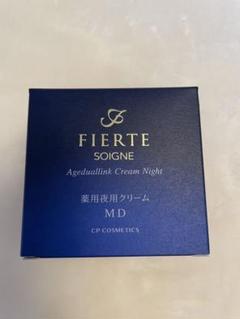 FIERTE
SOIGNE
Ageduallink Cream Night
薬用夜用クリーム
MD
CP COSMETICS